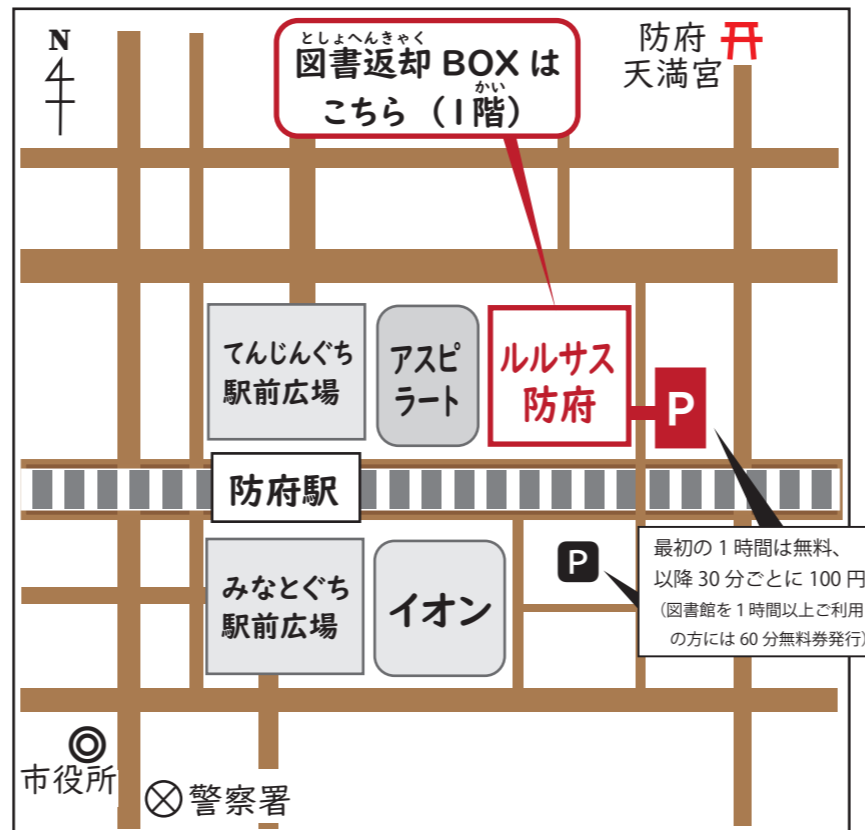 N
としょへんきゃく
図書返却 BOX は
かい
こちら (1階)
防府
天満宮
てんじんぐち
駅前広場
アスピ
ラート
ルルサス
防府
P
防府駅
みなとぐち
駅前広場
イオン
P
最初の 1 時間は無料、
以降 30 分ごとに 100 円
(図書館を 1 時間以上ご利用
の方には 60 分無料券発行)
市役所
警察署